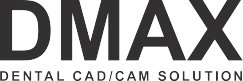 DMAX
DENTAL CAD/CAM SOLUTION